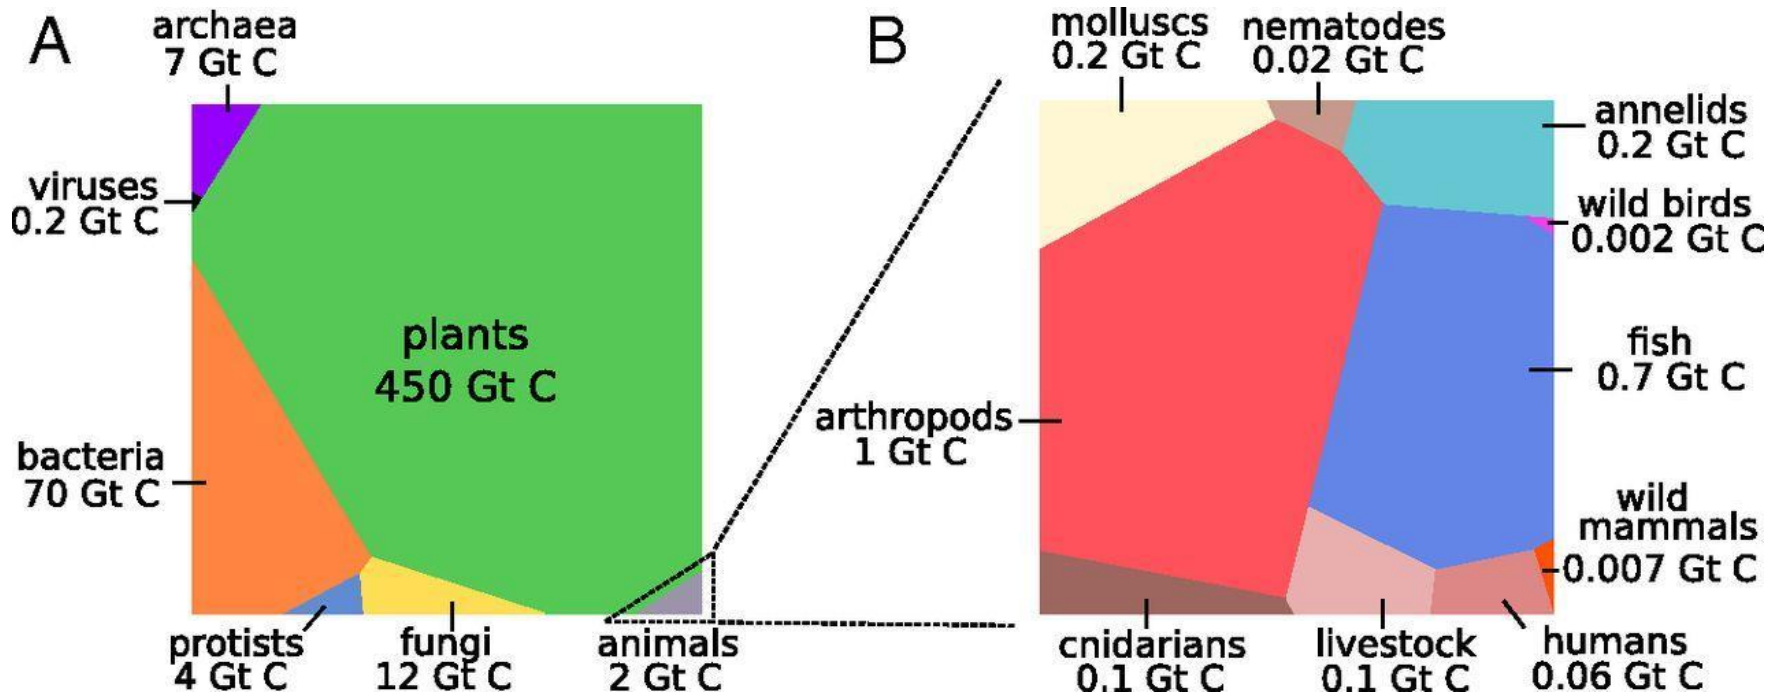 A
archaea
7 Gt C
viruses
0.2 Gt C
plants
450 Gt C
bacteria
70 Gt C
protists
4 Gt C
fungi
12 Gt C
animals
2 Gt C
B
molluscs
0.2 Gt C
nematodes
0.02 Gt C
annelids
0.2 Gt C
wild birds
0.002 Gt C
fish
0.7 Gt C
arthropods
1 Gt C
wild
mammals
0.007 Gt C
cnidarians
0.1 Gt C
livestock
0.1 Gt C
humans
0.06 Gt C